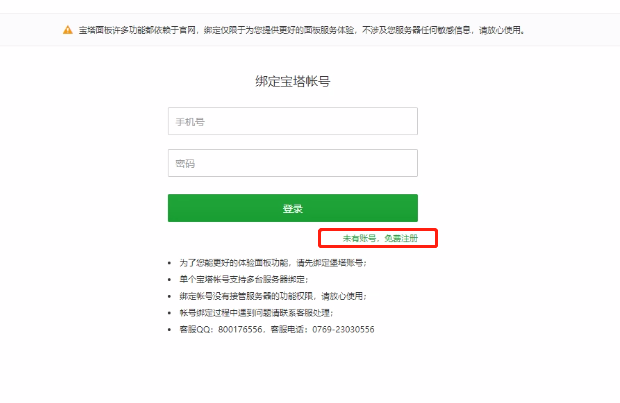 宝塔面板许多功能都依赖于官网，绑定仅限于为您提供更好的面板服务体验，不涉及您服务器任何敏感信息，请放心使用。
绑定宝塔帐号
手机号
密码
登录
未有账号，免费注册
为了您能更好的体验面板功能，请先绑定堡塔账号；
单个宝塔帐号支持多台服务器绑定；
绑定帐号没有接管服务器的功能权限，请放心使用；
帐号绑定过程中遇到问题请联系客服处理；
客服QQ：800176556，客服电话：0769-23030556